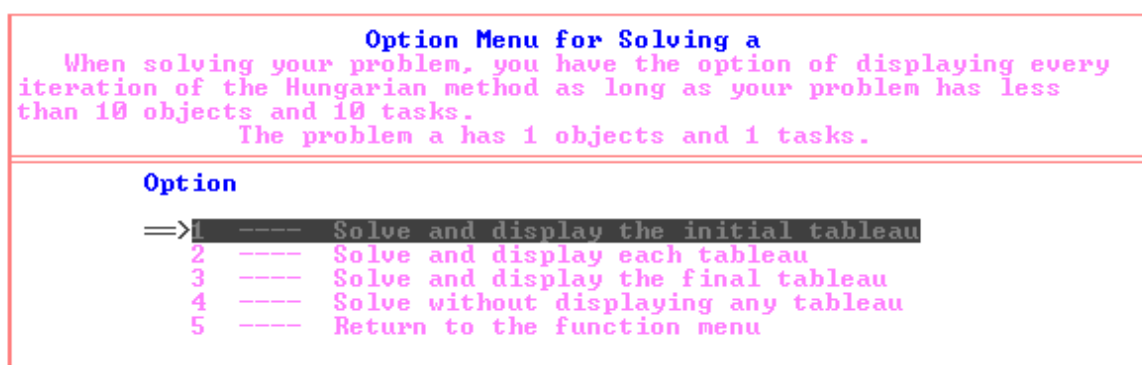 Option Menu for Solving a
When solving your problem, you have the option of displaying every
iteration of the Hungarian method as long as your problem has less
than 10 objects and 10 tasks.
The problem a has 1 objects and 1 tasks.
Option
==>1 ---- Solve and display the initial tableau
2 ---- Solve and display each tableau
3 ---- Solve and display the final tableau
4 ---- Solve without displaying any tableau
5 ---- Return to the function menu